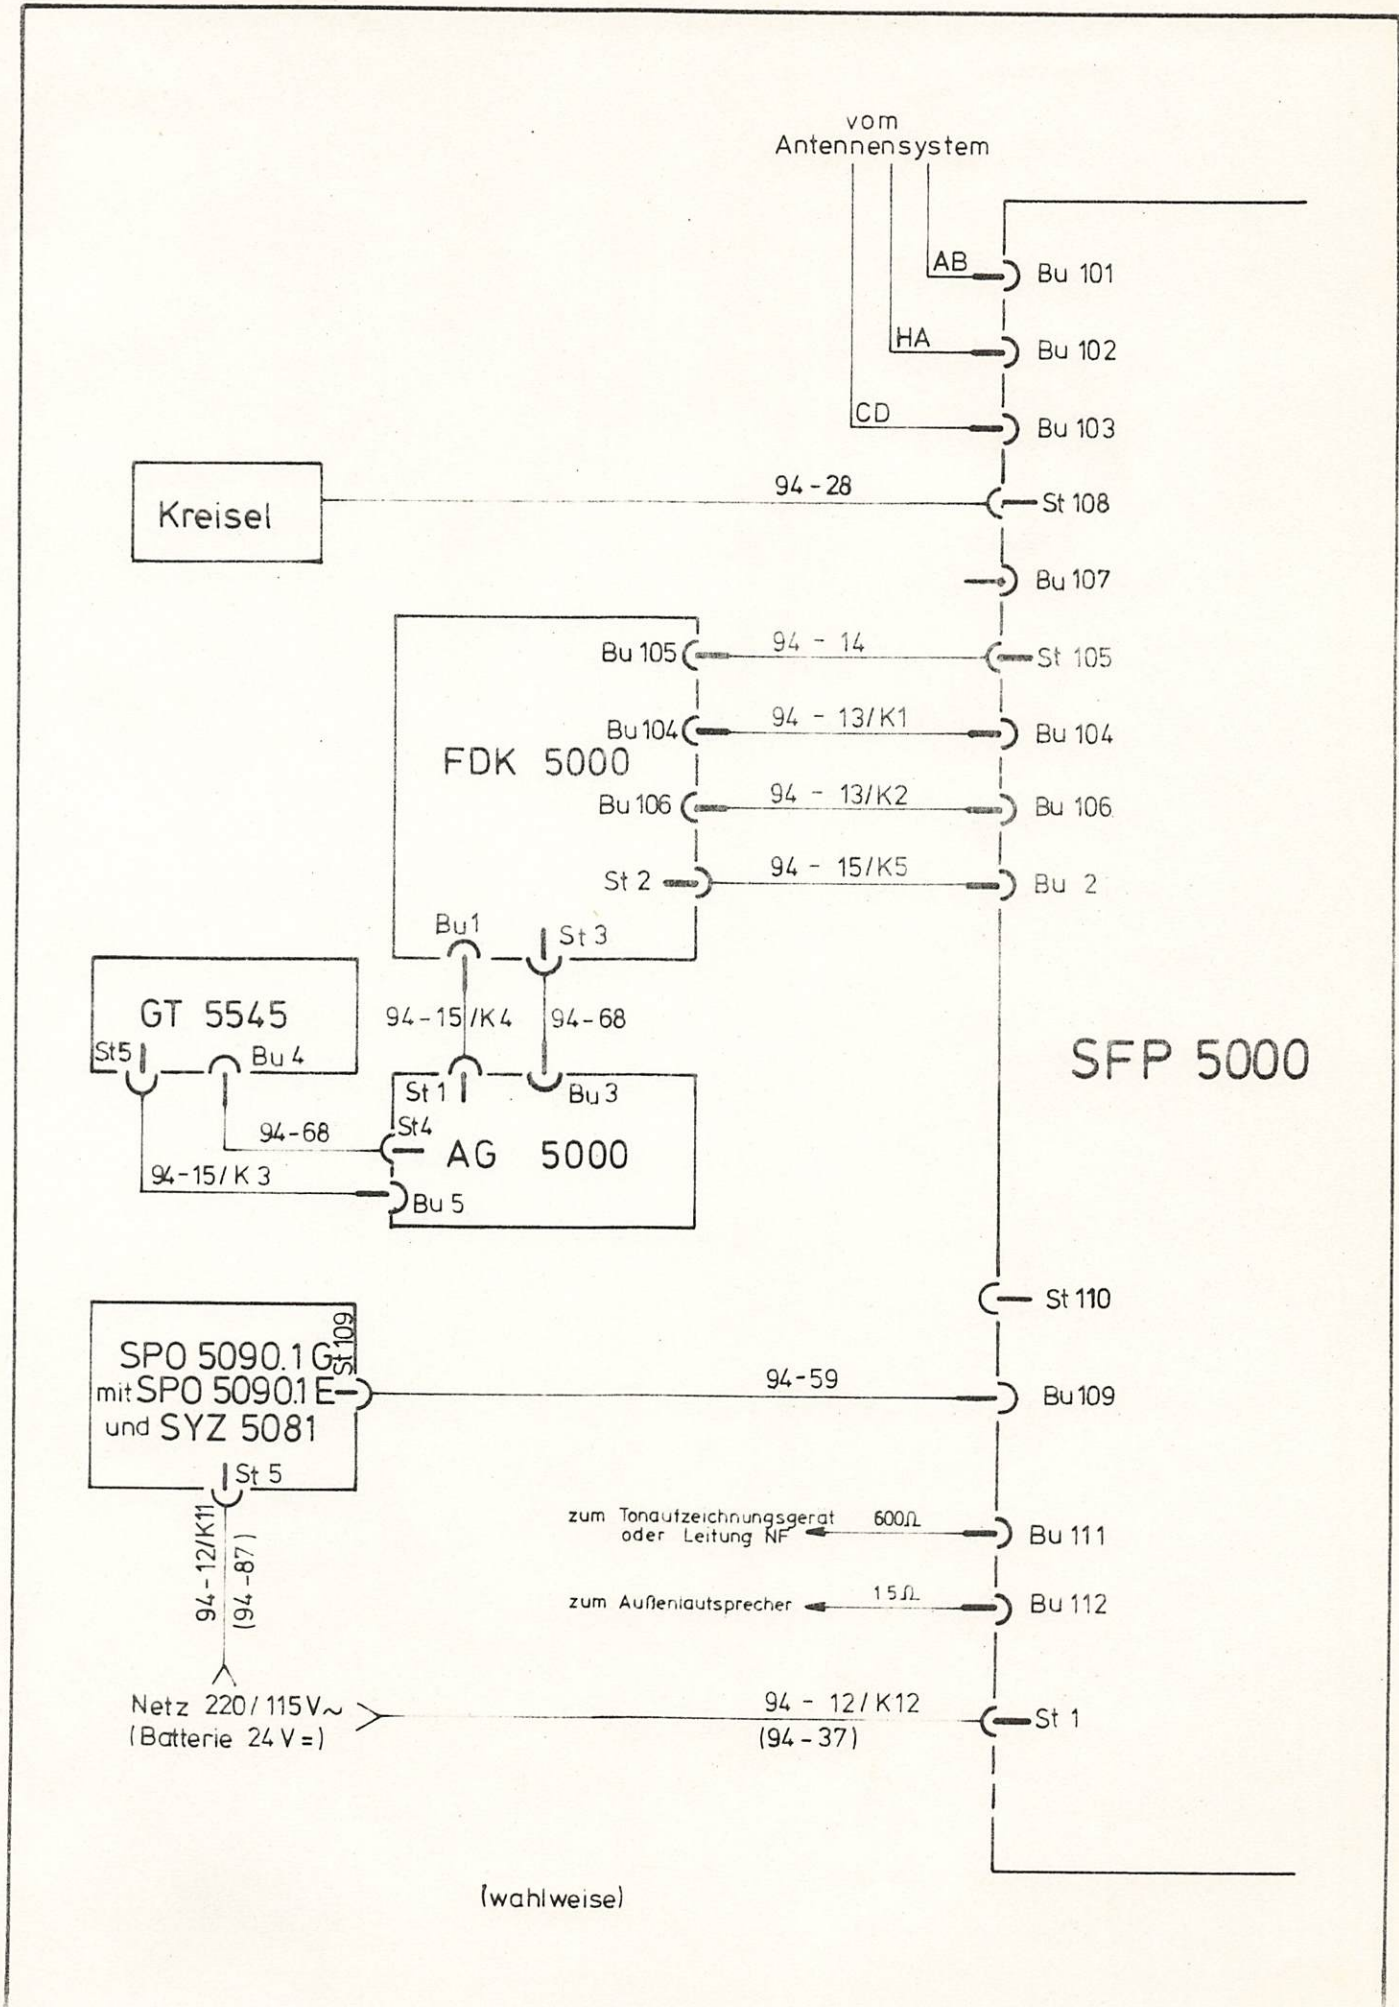 vom
Antennensystem
AB
Bu 101
HA
Bu 102
CD
Bu 103
94-28
Kreisel
St 108
Bu 107
Bu 105
94 - 14
St 105
Bu 104
94 - 13/K1
Bu 104
FDK 5000
Bu 106
94 - 13/K2
Bu 106
St 2
94 - 15/K5
Bu 2
Bu 1
St 3
GT 5545
94-15/K4
94-68
St5
Bu 4
SFP 5000
St 1
Bu 3
94-68
St4
AG 5000
94-15/K3
Bu 5
St 110
St 109
SPO 5090.1 G
mit SPO 5090.1 E
und SYZ 5081
94-59
Bu 109
St 5
94-12/K11
(94-87)
zum Tonaufzeichnungsgerät
oder Leitung NF
600Ω
Bu 111
zum Außenlautsprecher
15Ω
Bu 112
Netz 220/115V~
(Batterie 24V=)
94 - 12/K12
(94-37)
St 1
(wahlweise)